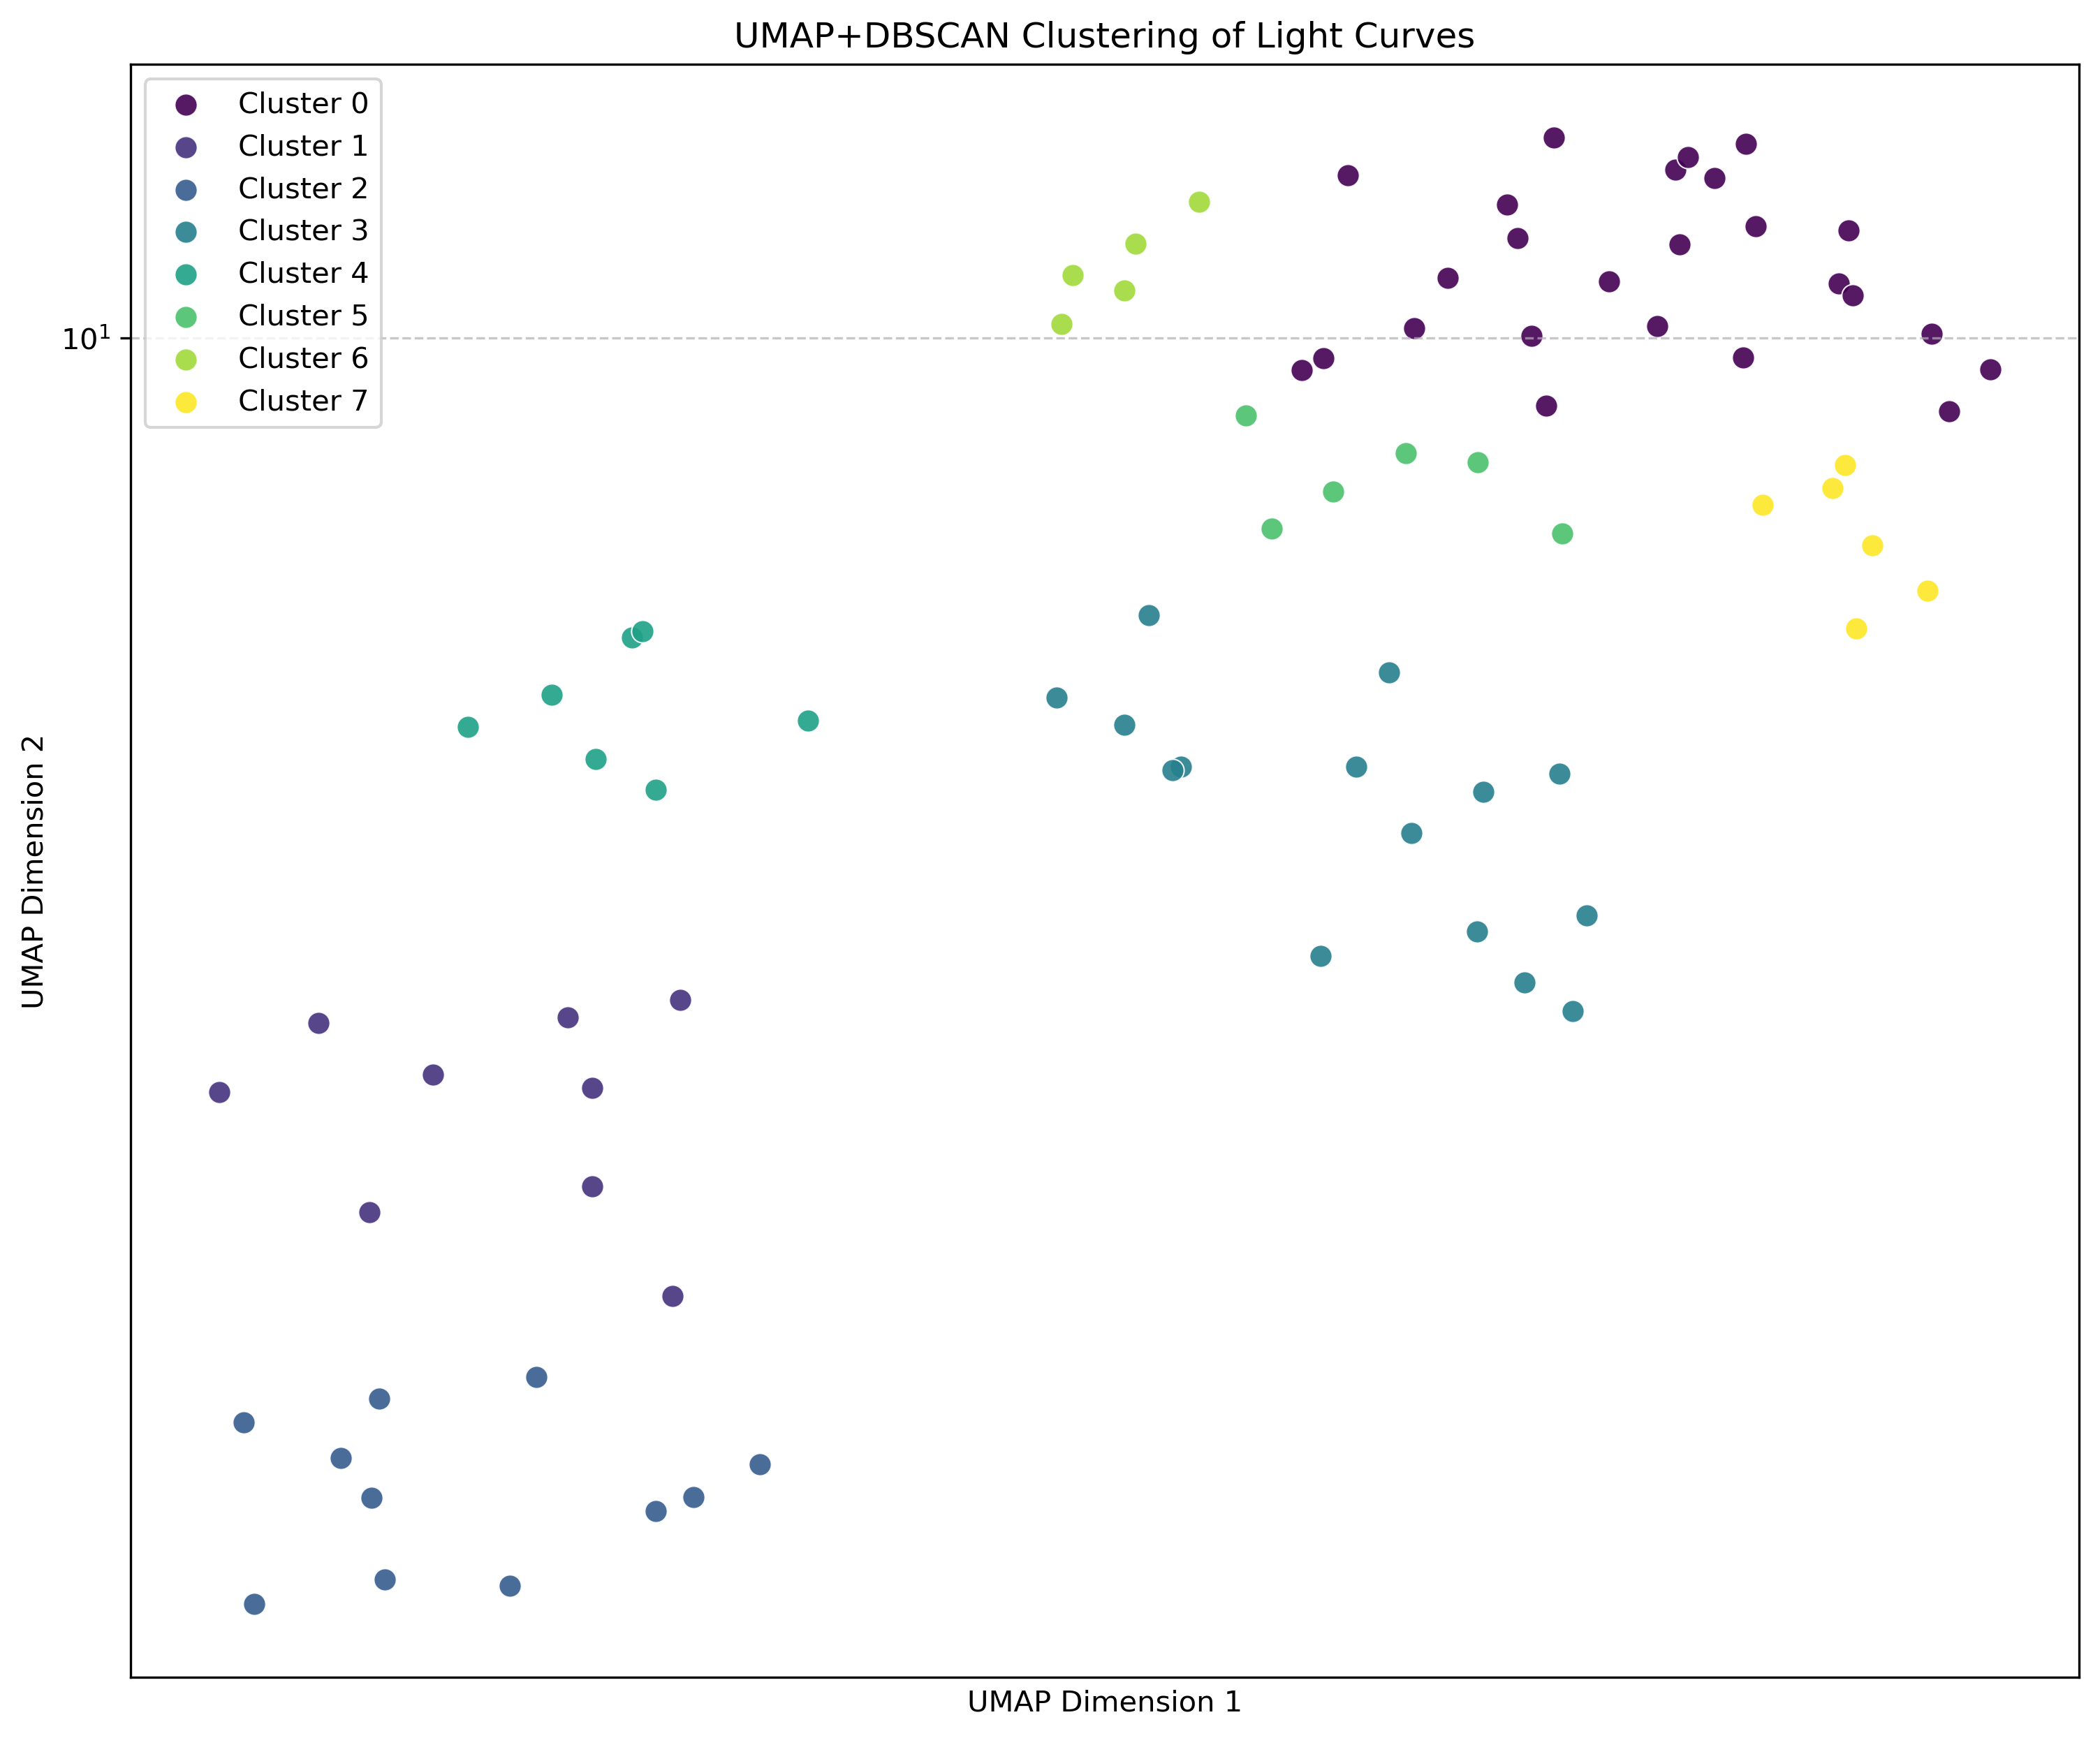 UMAP+DBSCAN Clustering of Light Curves
Cluster 0
Cluster 1
Cluster 2
Cluster 3
Cluster 4
Cluster 5
Cluster 6
Cluster 7
10¹
UMAP Dimension 2
UMAP Dimension 1